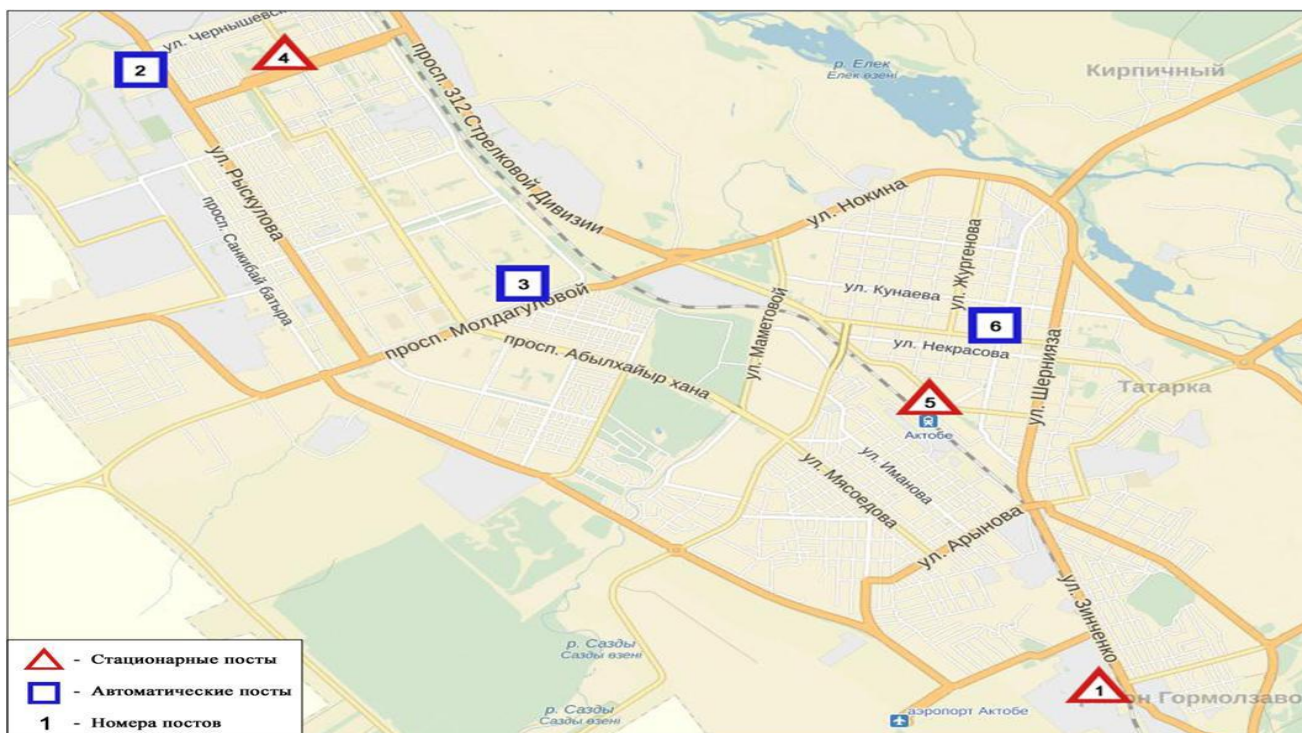 ул. Чернышевск
4
2
просп. 312 Стрелковой Дивизии
р. Елек
Елек өзені
Кирпичный
ул. Рыскулова
просп. Санкибай батыра
ул. Нокина
3
просп. Молдагуловой
ул. Кунаева
ул. Жургенова
6
ул. Некрасова
просп. Абылхайыр хана
ул. Маметовой
ул. Шернияза
Татарка
5
Актобе
ул. Иманова
ул. Мясоедова
ул. Арынова
ул. Зинченко
р. Сазды
Сазды өзені
р. Сазды
Сазды өзені
1
он Гормолзаво
аэропорт Актобе
- Стационарные посты
- Автоматические посты
1 - Номера постов